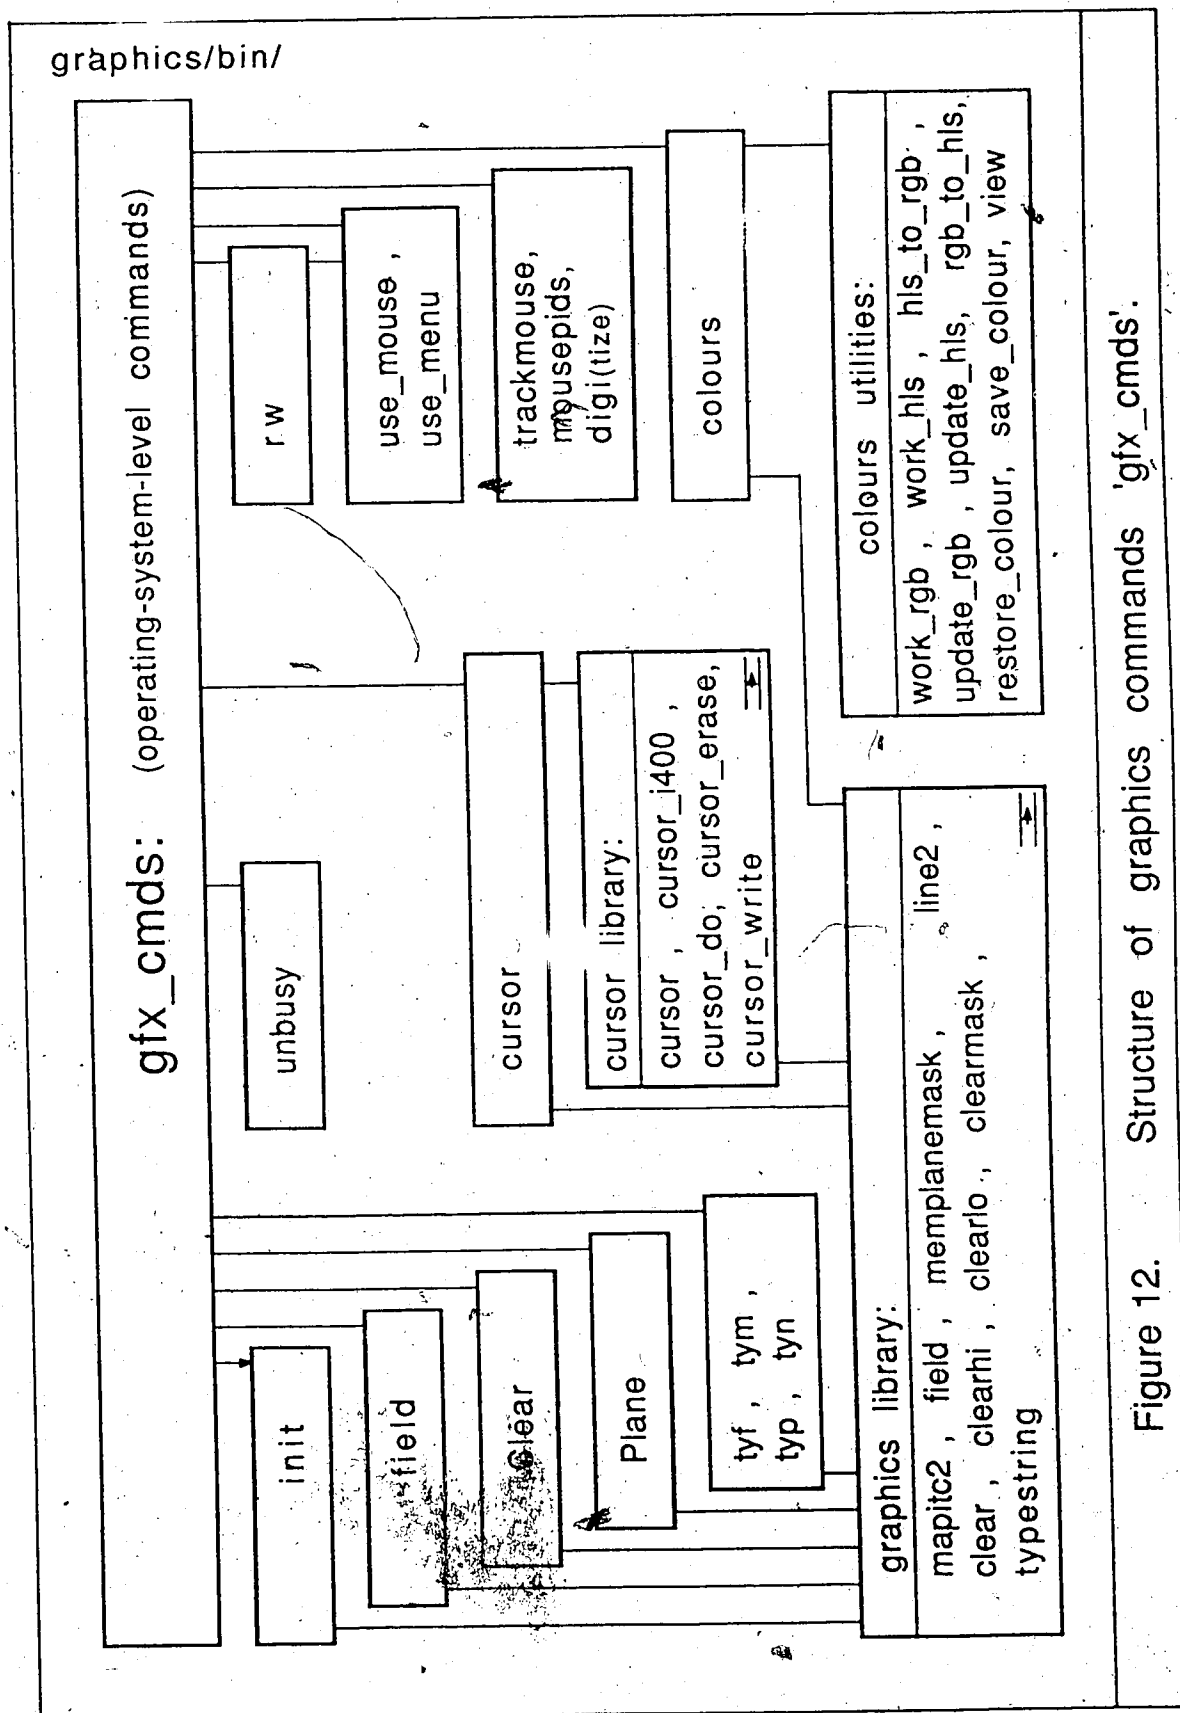 graphics/bin/
gfx_cmds: (operating-system-level commands)
init
field
Clear
Plane
tyf , tym ,
typ , tyn
unbusy
cursor
cursor library:
cursor , cursor_i400 ,
cursor_do, cursor_erase,
cursor_write
rw
use_mouse ,
use_menu
trackmouse,
mousepids,
digi(tize)
colours
graphics library:
mapitc2 , field , memplanemask , line2 ,
clear , clearhi , clearlo , clearmask ,
typestring
colours utilities:
work_rgb , work_hls , hls_to_rgb ,
update_rgb , update_hls, rgb_to_hls,
restore_colour, save_colour, view
Figure 12. Structure of graphics commands 'gfx_cmds'.